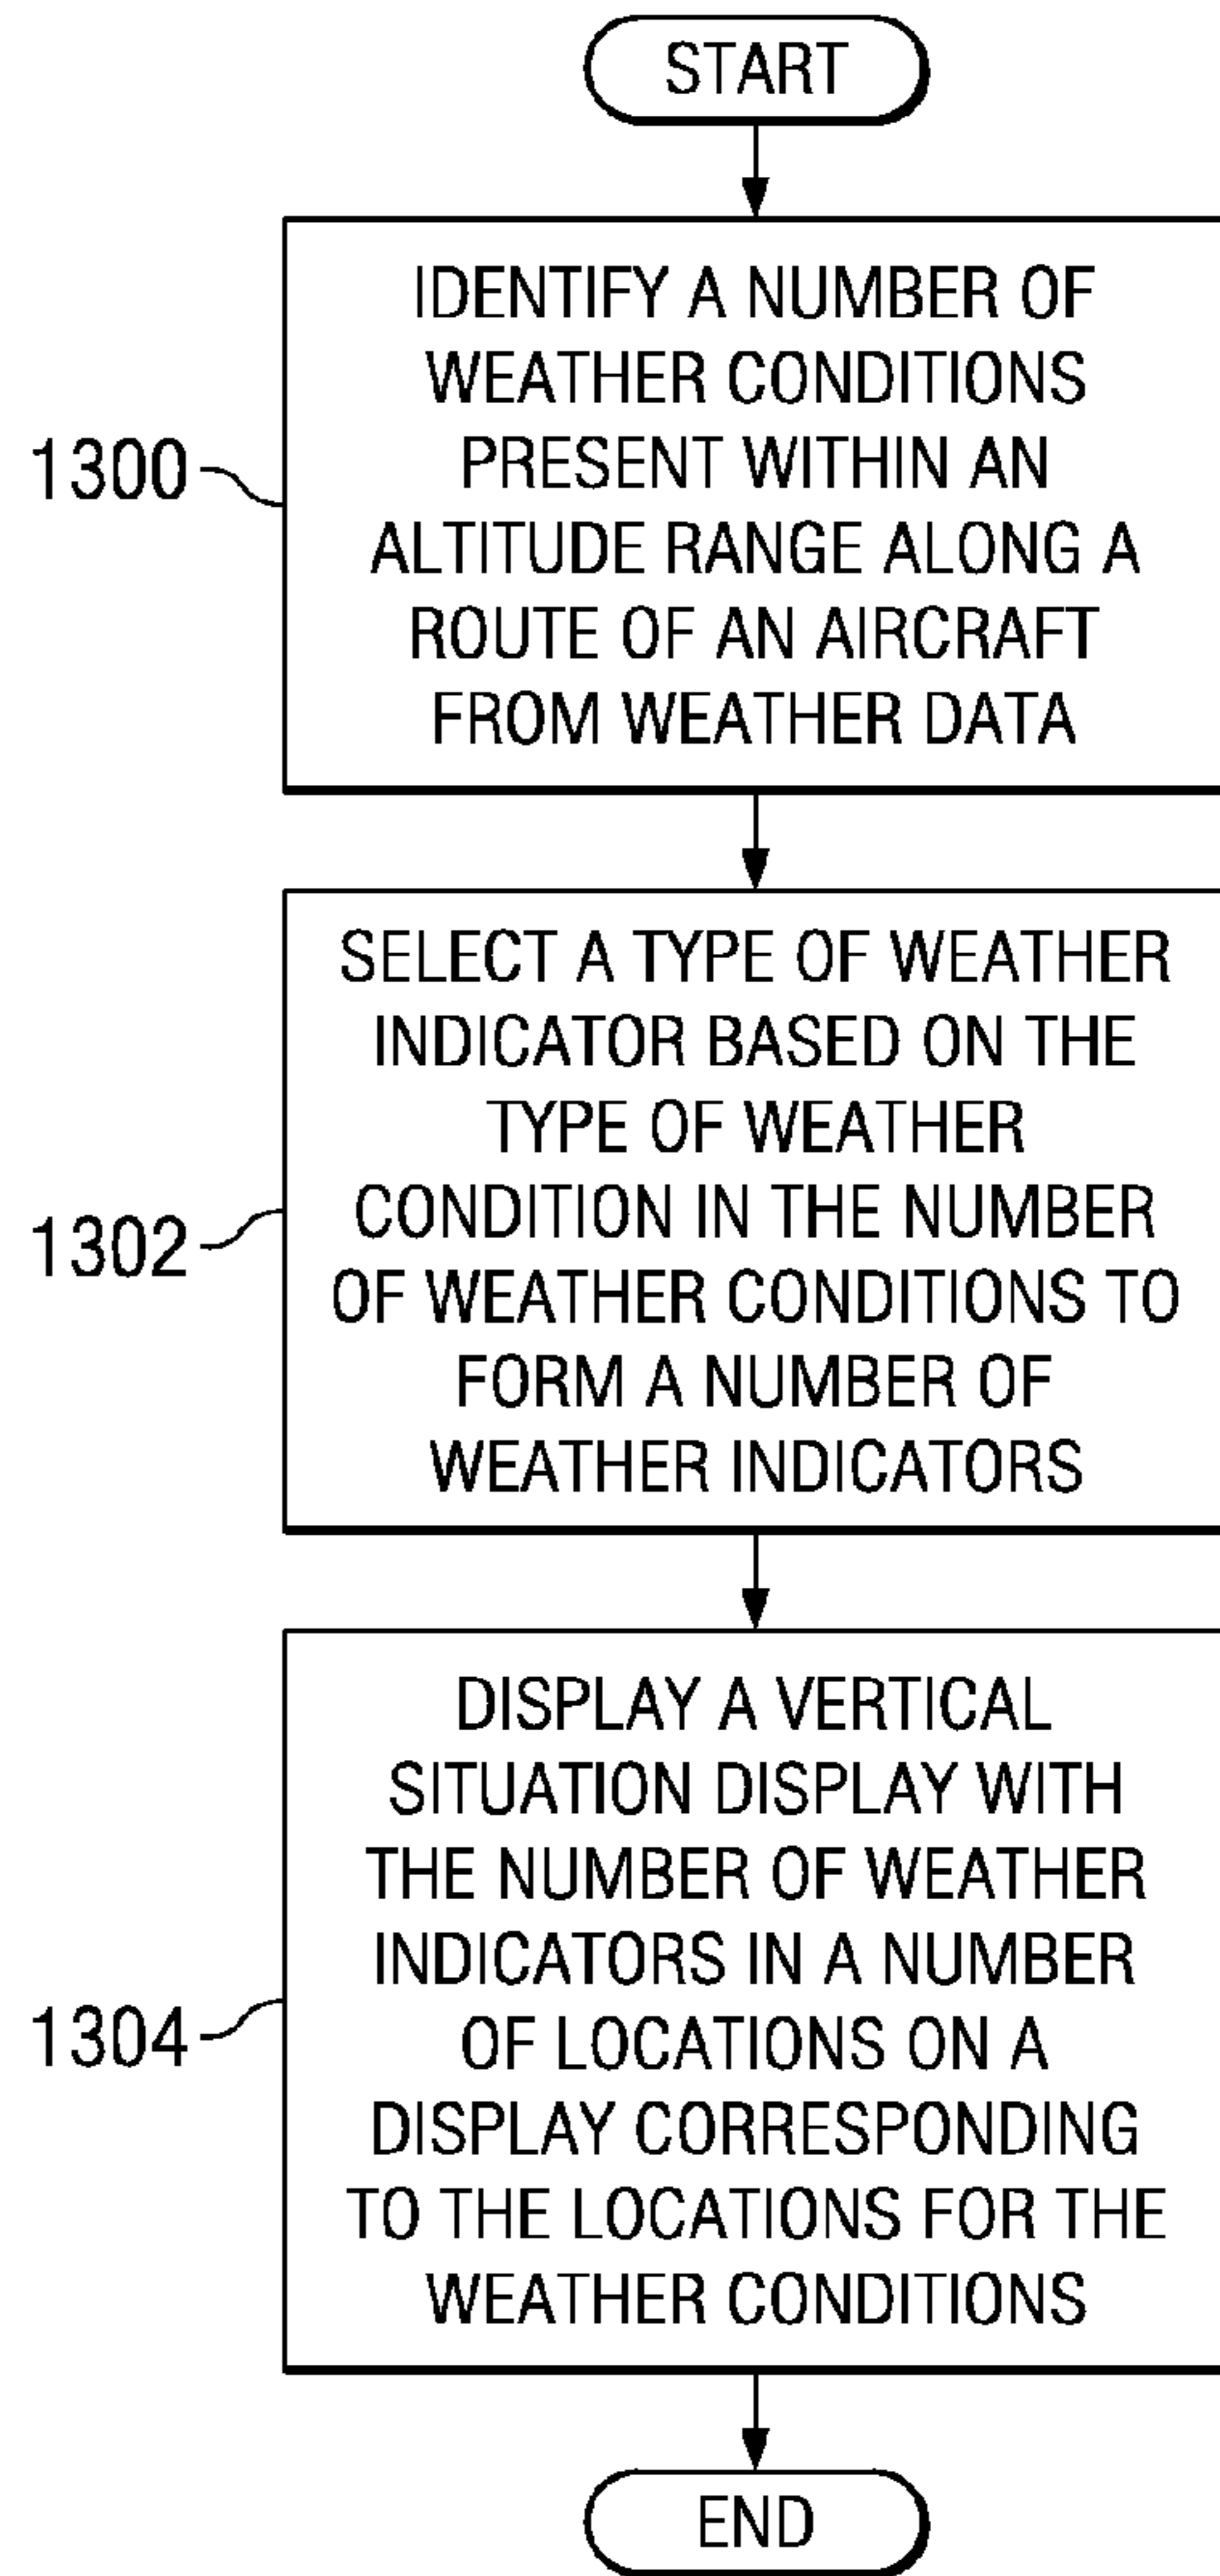 START
1300
IDENTIFY A NUMBER OF
WEATHER CONDITIONS
PRESENT WITHIN AN
ALTITUDE RANGE ALONG A
ROUTE OF AN AIRCRAFT
FROM WEATHER DATA
1302
SELECT A TYPE OF WEATHER
INDICATOR BASED ON THE
TYPE OF WEATHER
CONDITION IN THE NUMBER
OF WEATHER CONDITIONS TO
FORM A NUMBER OF
WEATHER INDICATORS
1304
DISPLAY A VERTICAL
SITUATION DISPLAY WITH
THE NUMBER OF WEATHER
INDICATORS IN A NUMBER
OF LOCATIONS ON A
DISPLAY CORRESPONDING
TO THE LOCATIONS FOR THE
WEATHER CONDITIONS
END